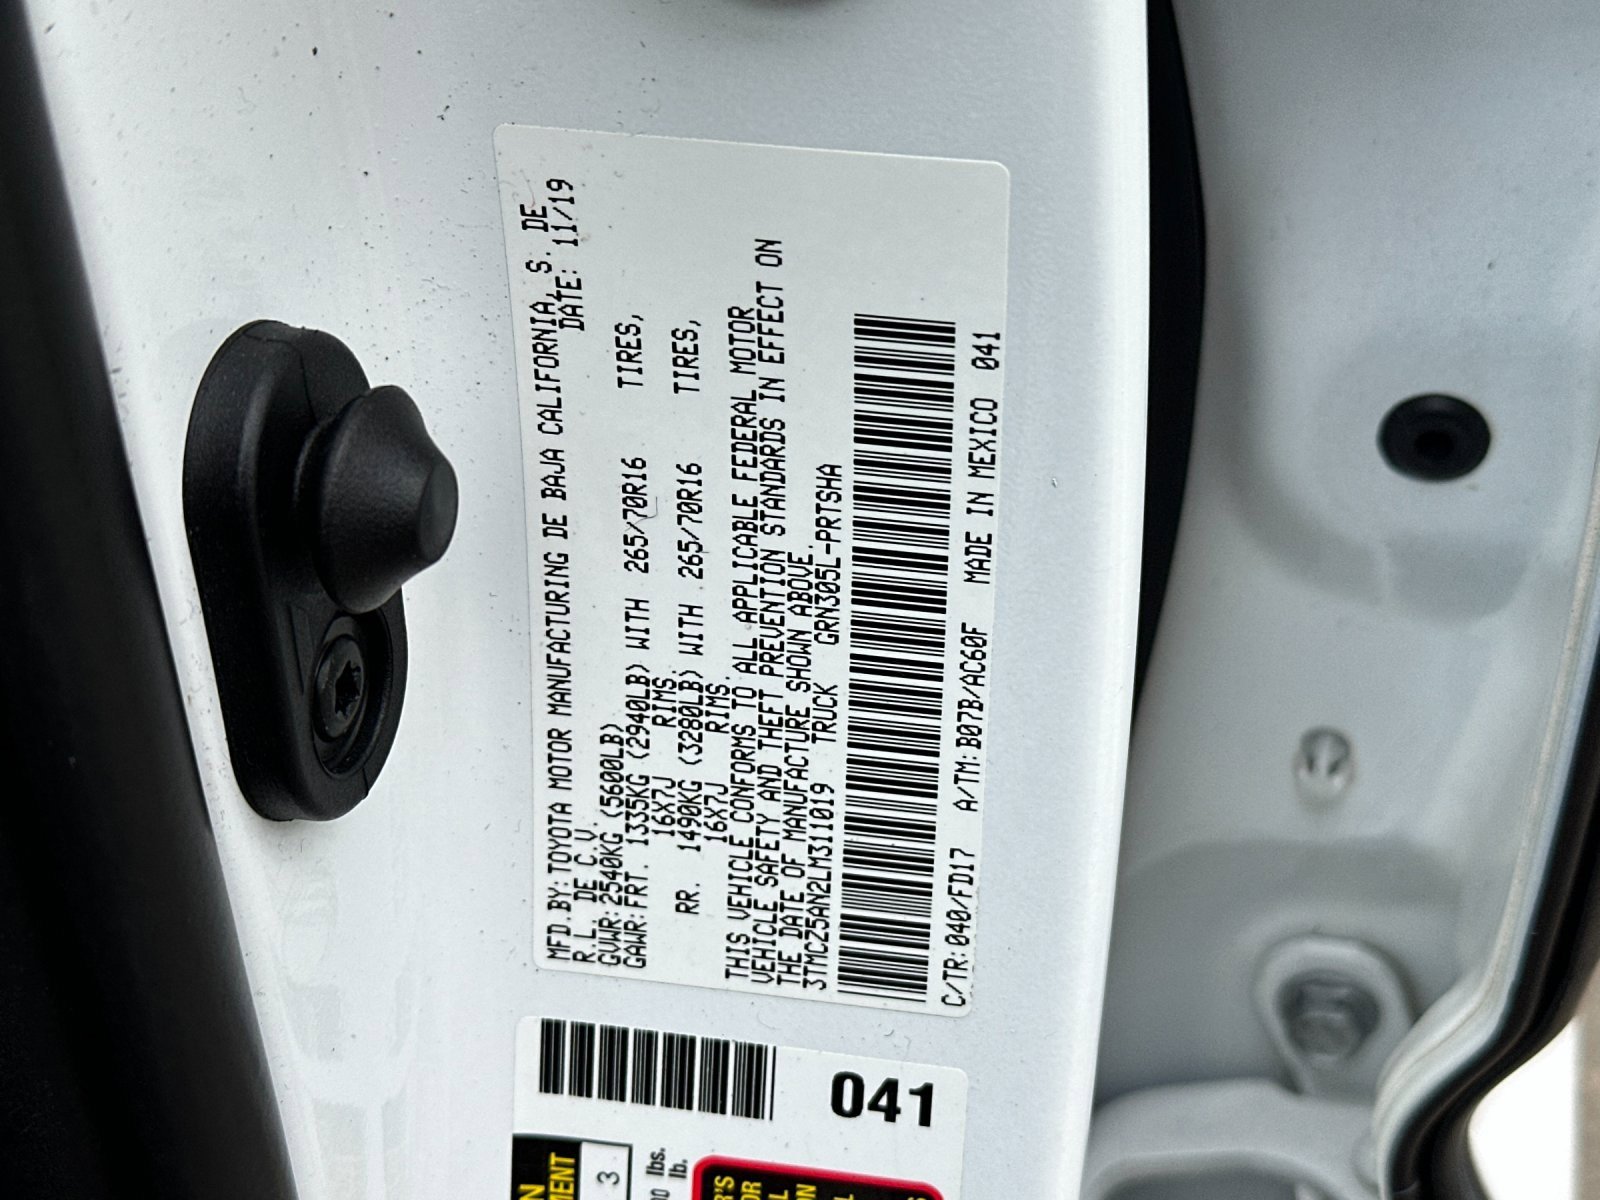 MFD.BY:TOYOTA MOTOR MANUFACTURING DE BAJA CALIFORNIA,S. DE
R.L. DE C.V. DATE: 11/19
GVWR:2540KG (5600LB)
GAWR:FRT. 1335KG (2940LB) WITH 265/70R16 TIRES,
16X7J RIMS.
RR. 1490KG (3280LB) WITH 265/70R16 TIRES,
16X7J RIMS.
THIS VEHICLE CONFORMS TO ALL APPLICABLE FEDERAL MOTOR
VEHICLE SAFETY AND THEFT PREVENTION STANDARDS IN EFFECT ON
THE DATE OF MANUFACTURE SHOWN ABOVE.
3TMCZ5AN2LM311019 TRUCK GRN305L-PRTSHA
C/TR:040/FD17 A/TM:B07B/AC60F MADE IN MEXICO 041
041
3
lbs.
lb.